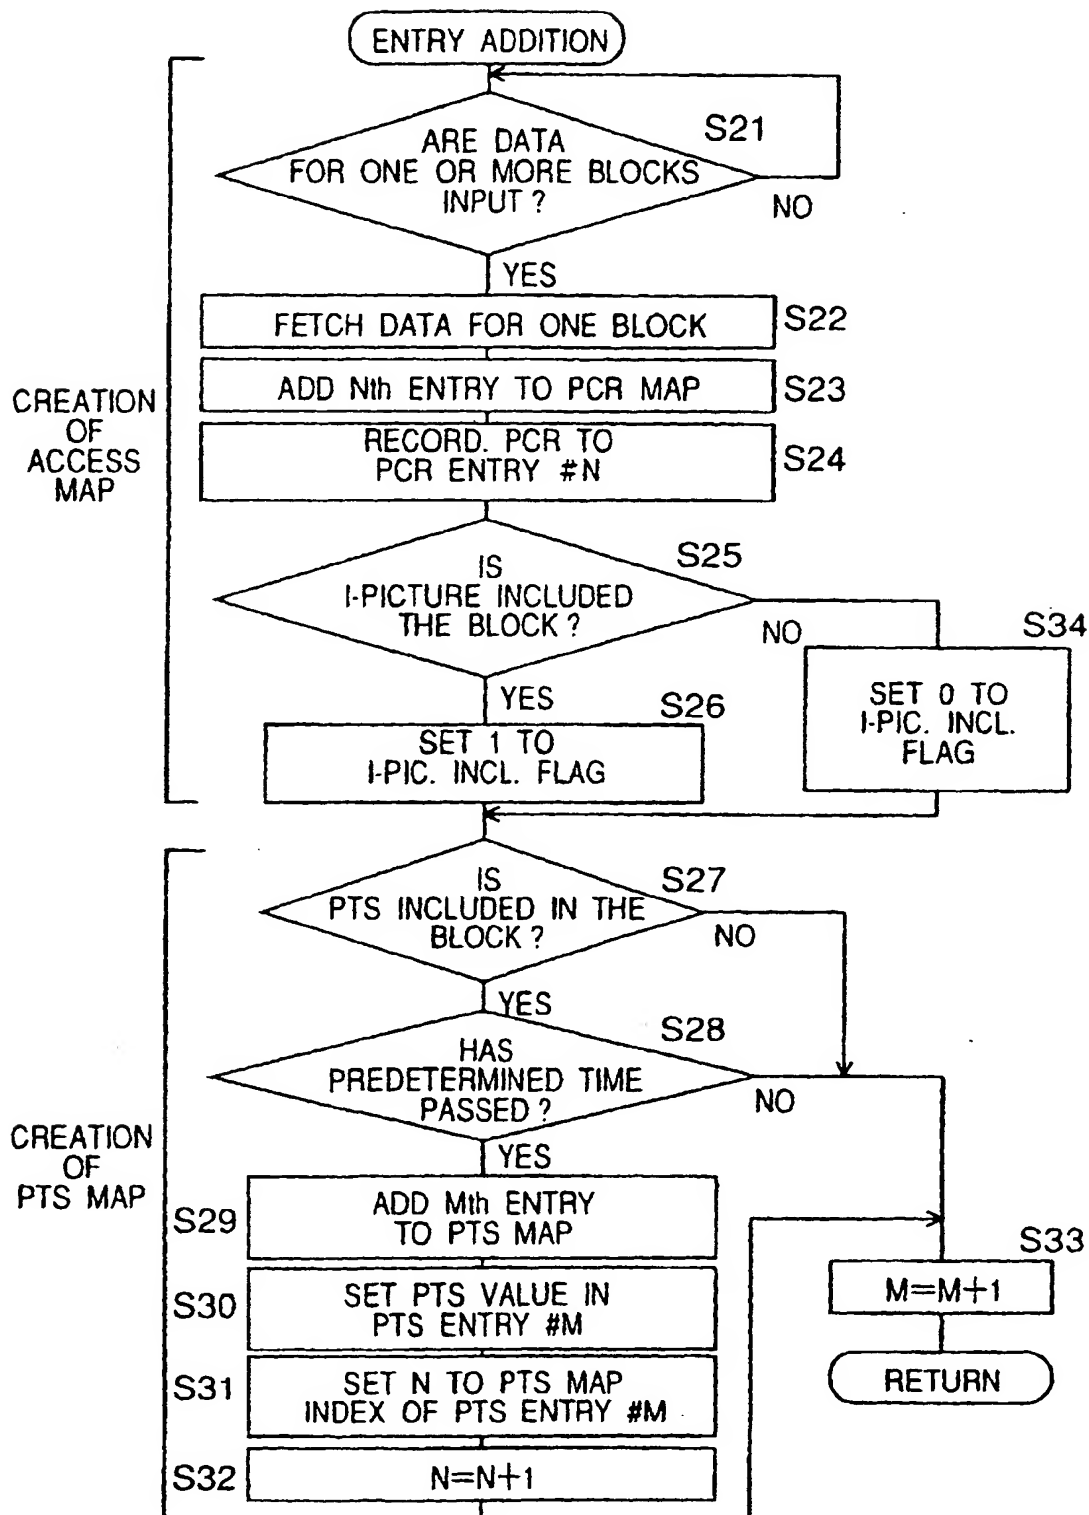 ENTRY ADDITION
S21
ARE DATA
FOR ONE OR MORE BLOCKS
INPUT ?
NO
YES
FETCH DATA FOR ONE BLOCK
S22
ADD Nth ENTRY TO PCR MAP
S23
RECORD. PCR TO
PCR ENTRY #N
S24
CREATION
OF
ACCESS
MAP
S25
IS
I-PICTURE INCLUDED
THE BLOCK ?
NO
S34
YES
S26
SET 1 TO
I-PIC. INCL. FLAG
SET 0 TO
I-PIC. INCL.
FLAG
S27
IS
PTS INCLUDED IN THE
BLOCK ?
NO
YES
S28
HAS
PREDETERMINED TIME
PASSED ?
NO
YES
CREATION
OF
PTS MAP
S29
ADD Mth ENTRY
TO PTS MAP
S30
SET PTS VALUE IN
PTS ENTRY #M
S31
SET N TO PTS MAP
INDEX OF PTS ENTRY #M
S32
N=N+1
S33
M=M+1
RETURN